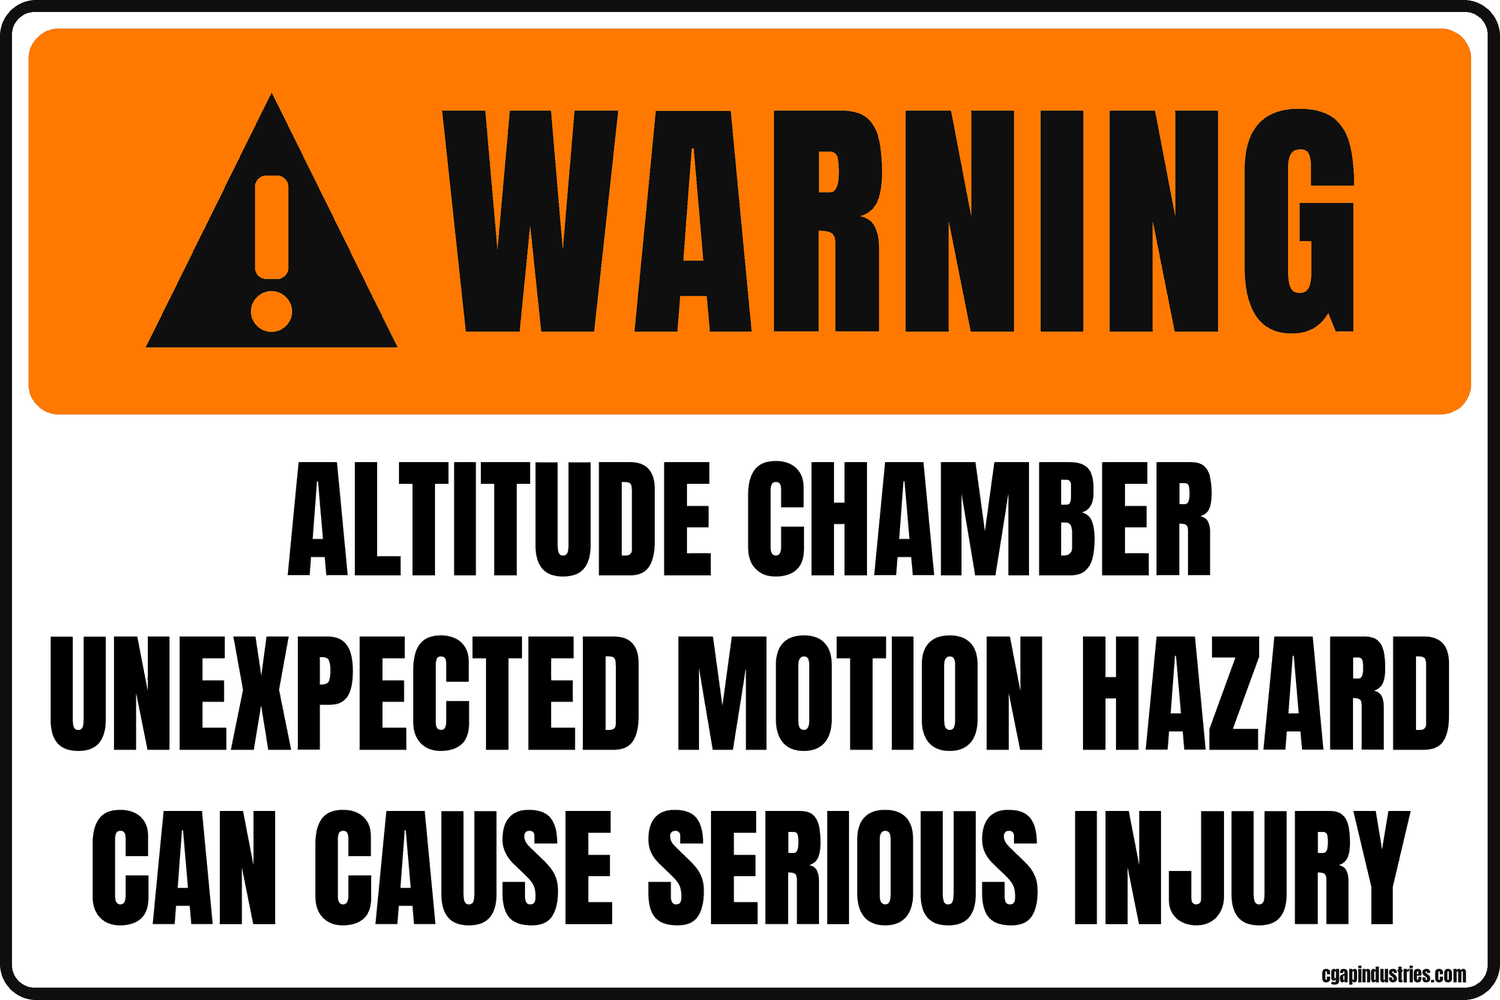 WARNING
ALTITUDE CHAMBER
UNEXPECTED MOTION HAZARD
CAN CAUSE SERIOUS INJURY
cgapindustries.com